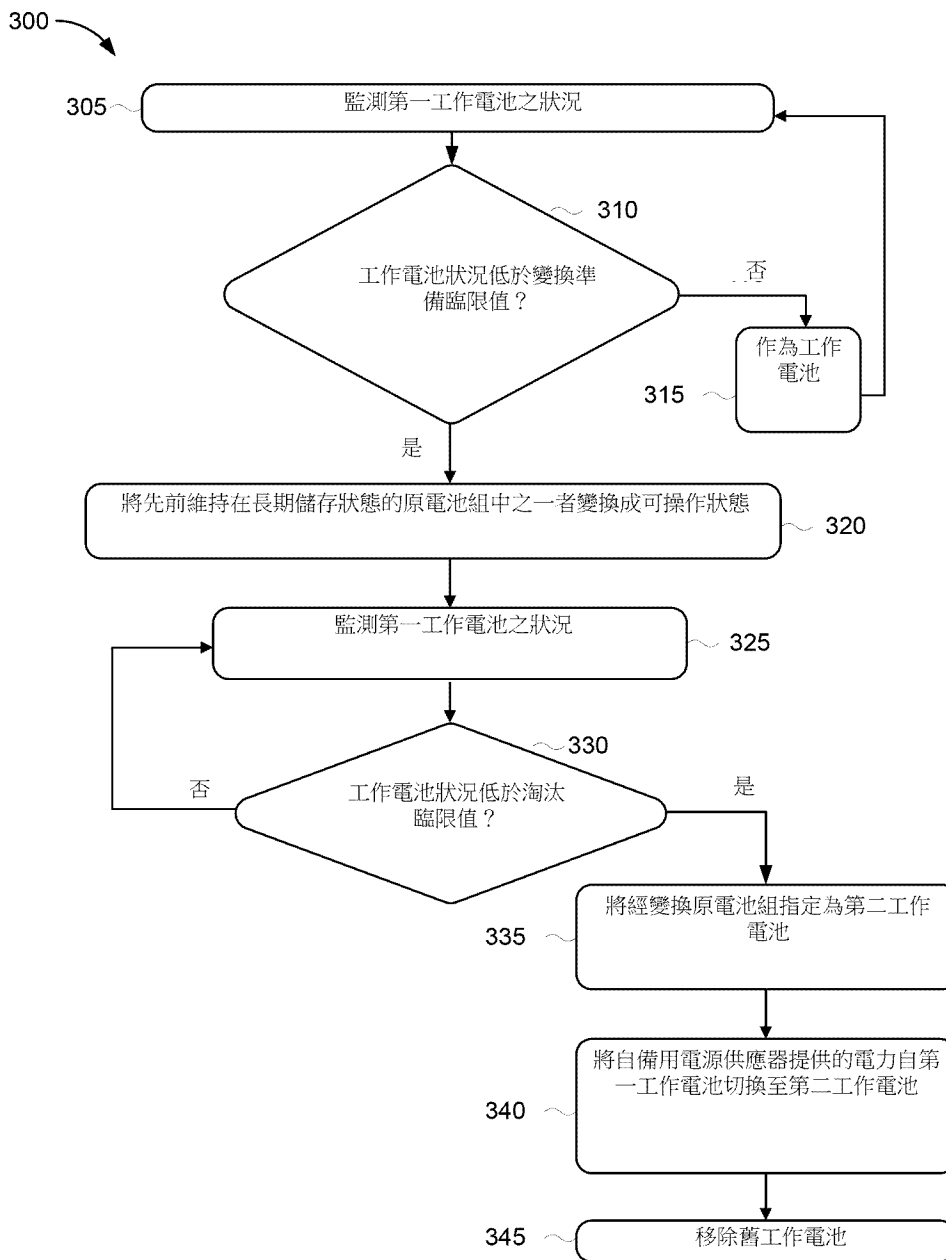 300
305
監測第一工作電池之狀況
310
工作電池狀況低於變換準
備臨限值？
否
作為工作
電池
315
是
將先前維持在長期儲存狀態的原電池組中之一者變換成可操作狀態
320
監測第一工作電池之狀況
325
330
工作電池狀況低於淘汰
臨限值？
否
是
將經變換原電池組指定為第二工作
電池
335
將自備用電源供應器提供的電力自第
一工作電池切換至第二工作電池
340
345
移除舊工作電池